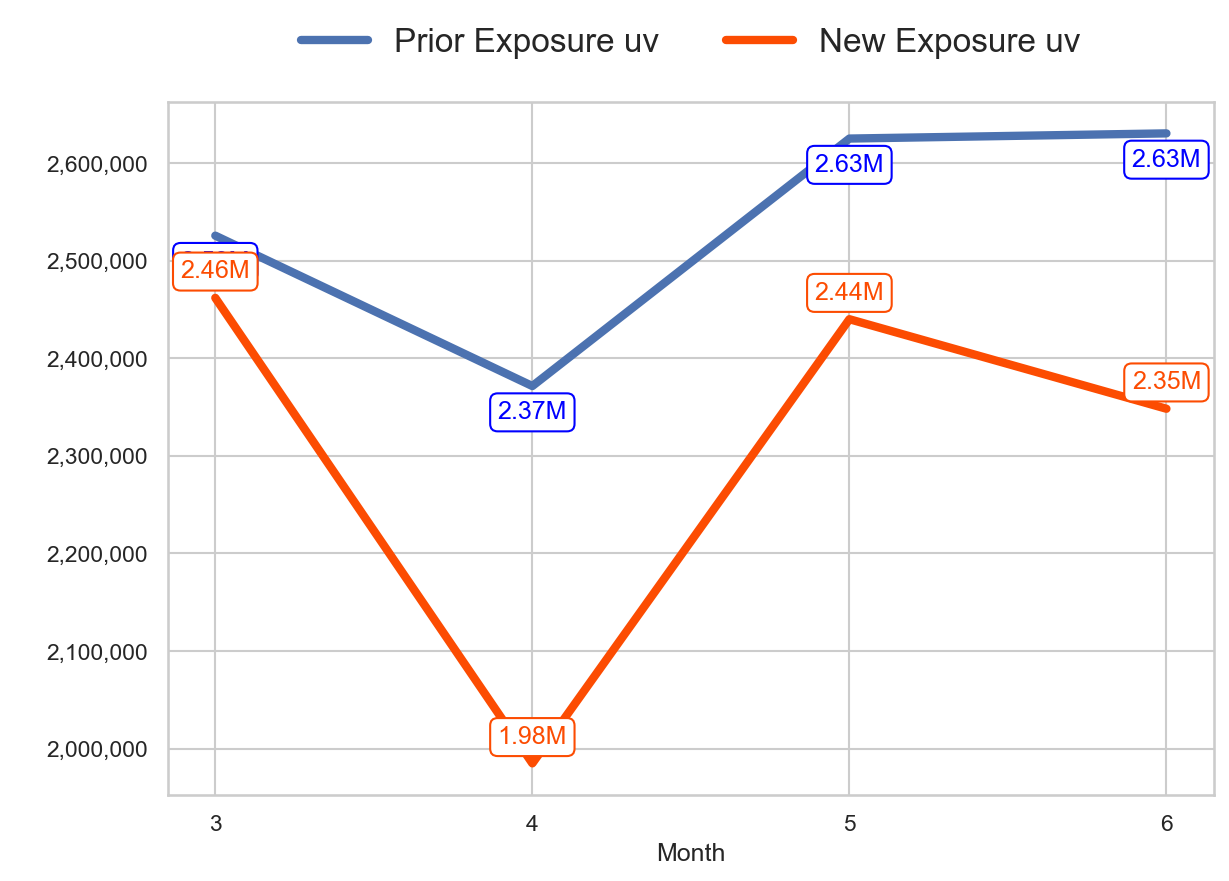 Prior Exposure uv New Exposure uv
2,600,000
2,500,000
2,400,000
2,300,000
2,200,000
2,100,000
2,000,000
2.63M
2.63M
2.46M
2.44M
2.35M
2.37M
1.98M
3 4 5 6
Month